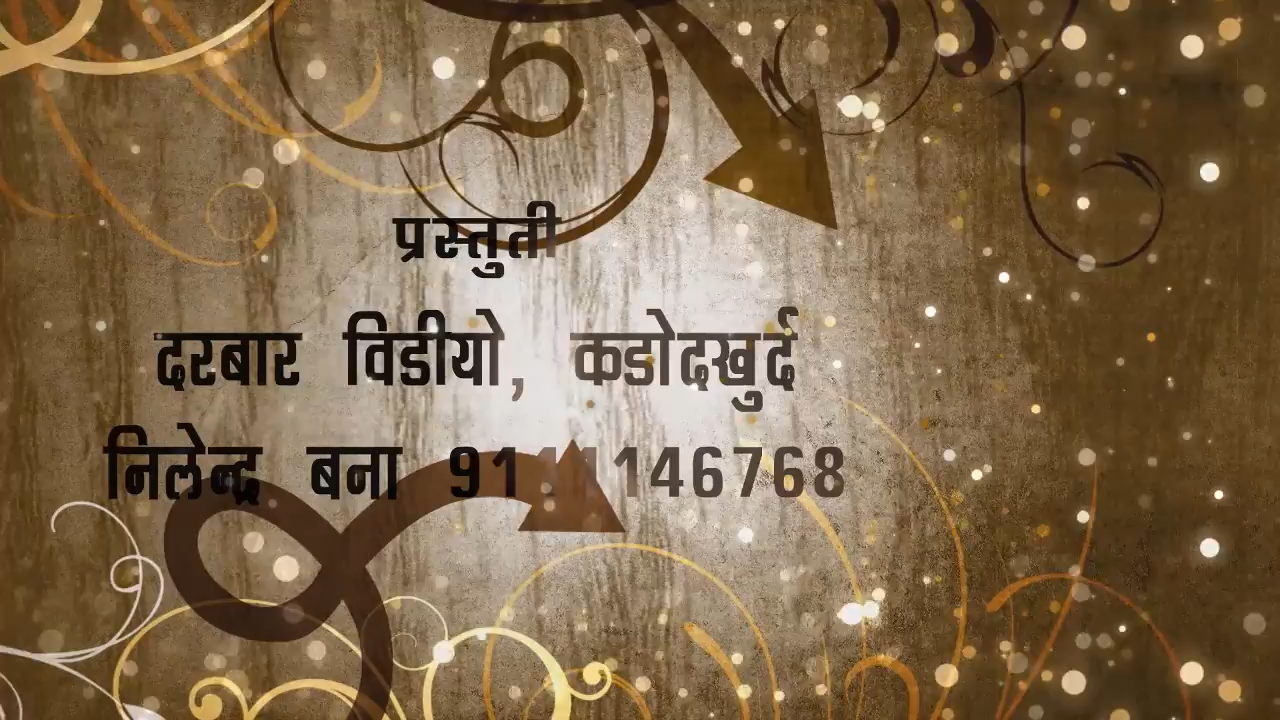 प्रस्तुती
दरबार विडीयो, कडोदखुर्द
निलेन्द्र बना